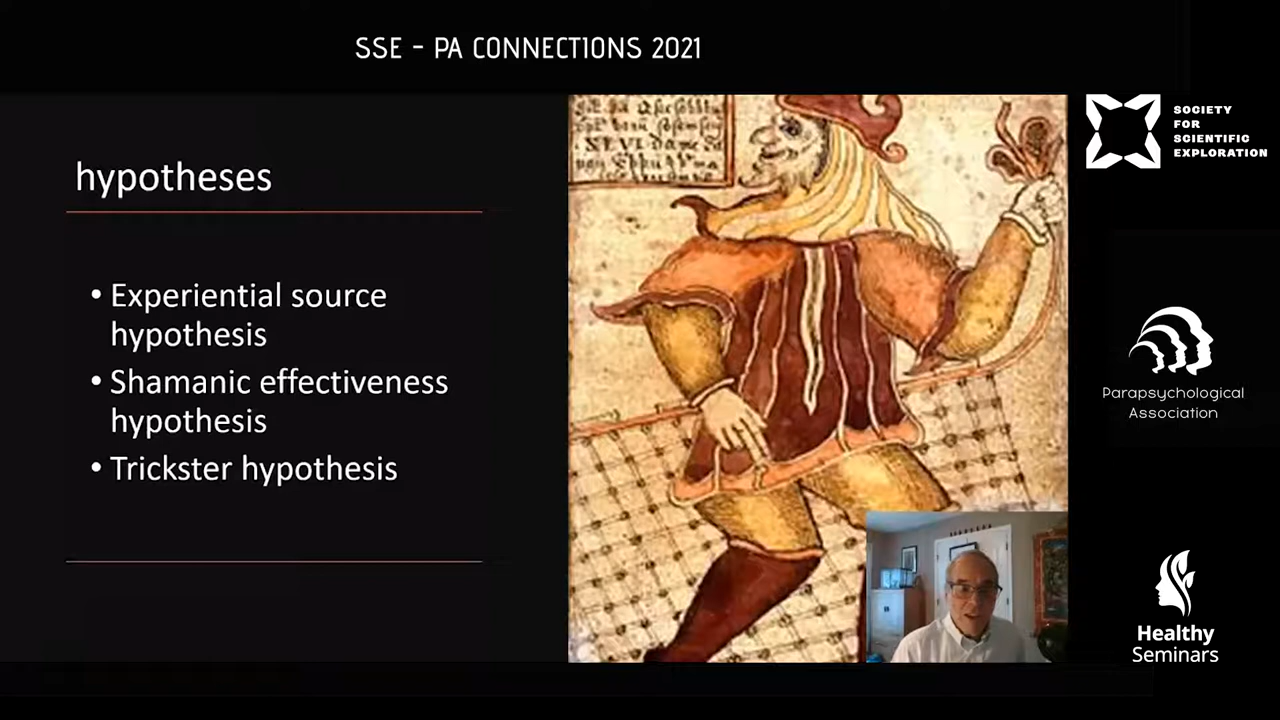 SSE - PA CONNECTIONS 2021
hypotheses
• Experiential source
hypothesis
• Shamanic effectiveness
hypothesis
• Trickster hypothesis
SOCIETY
FOR
SCIENTIFIC
EXPLORATION
Parapsychological
Association
Healthy
Seminars